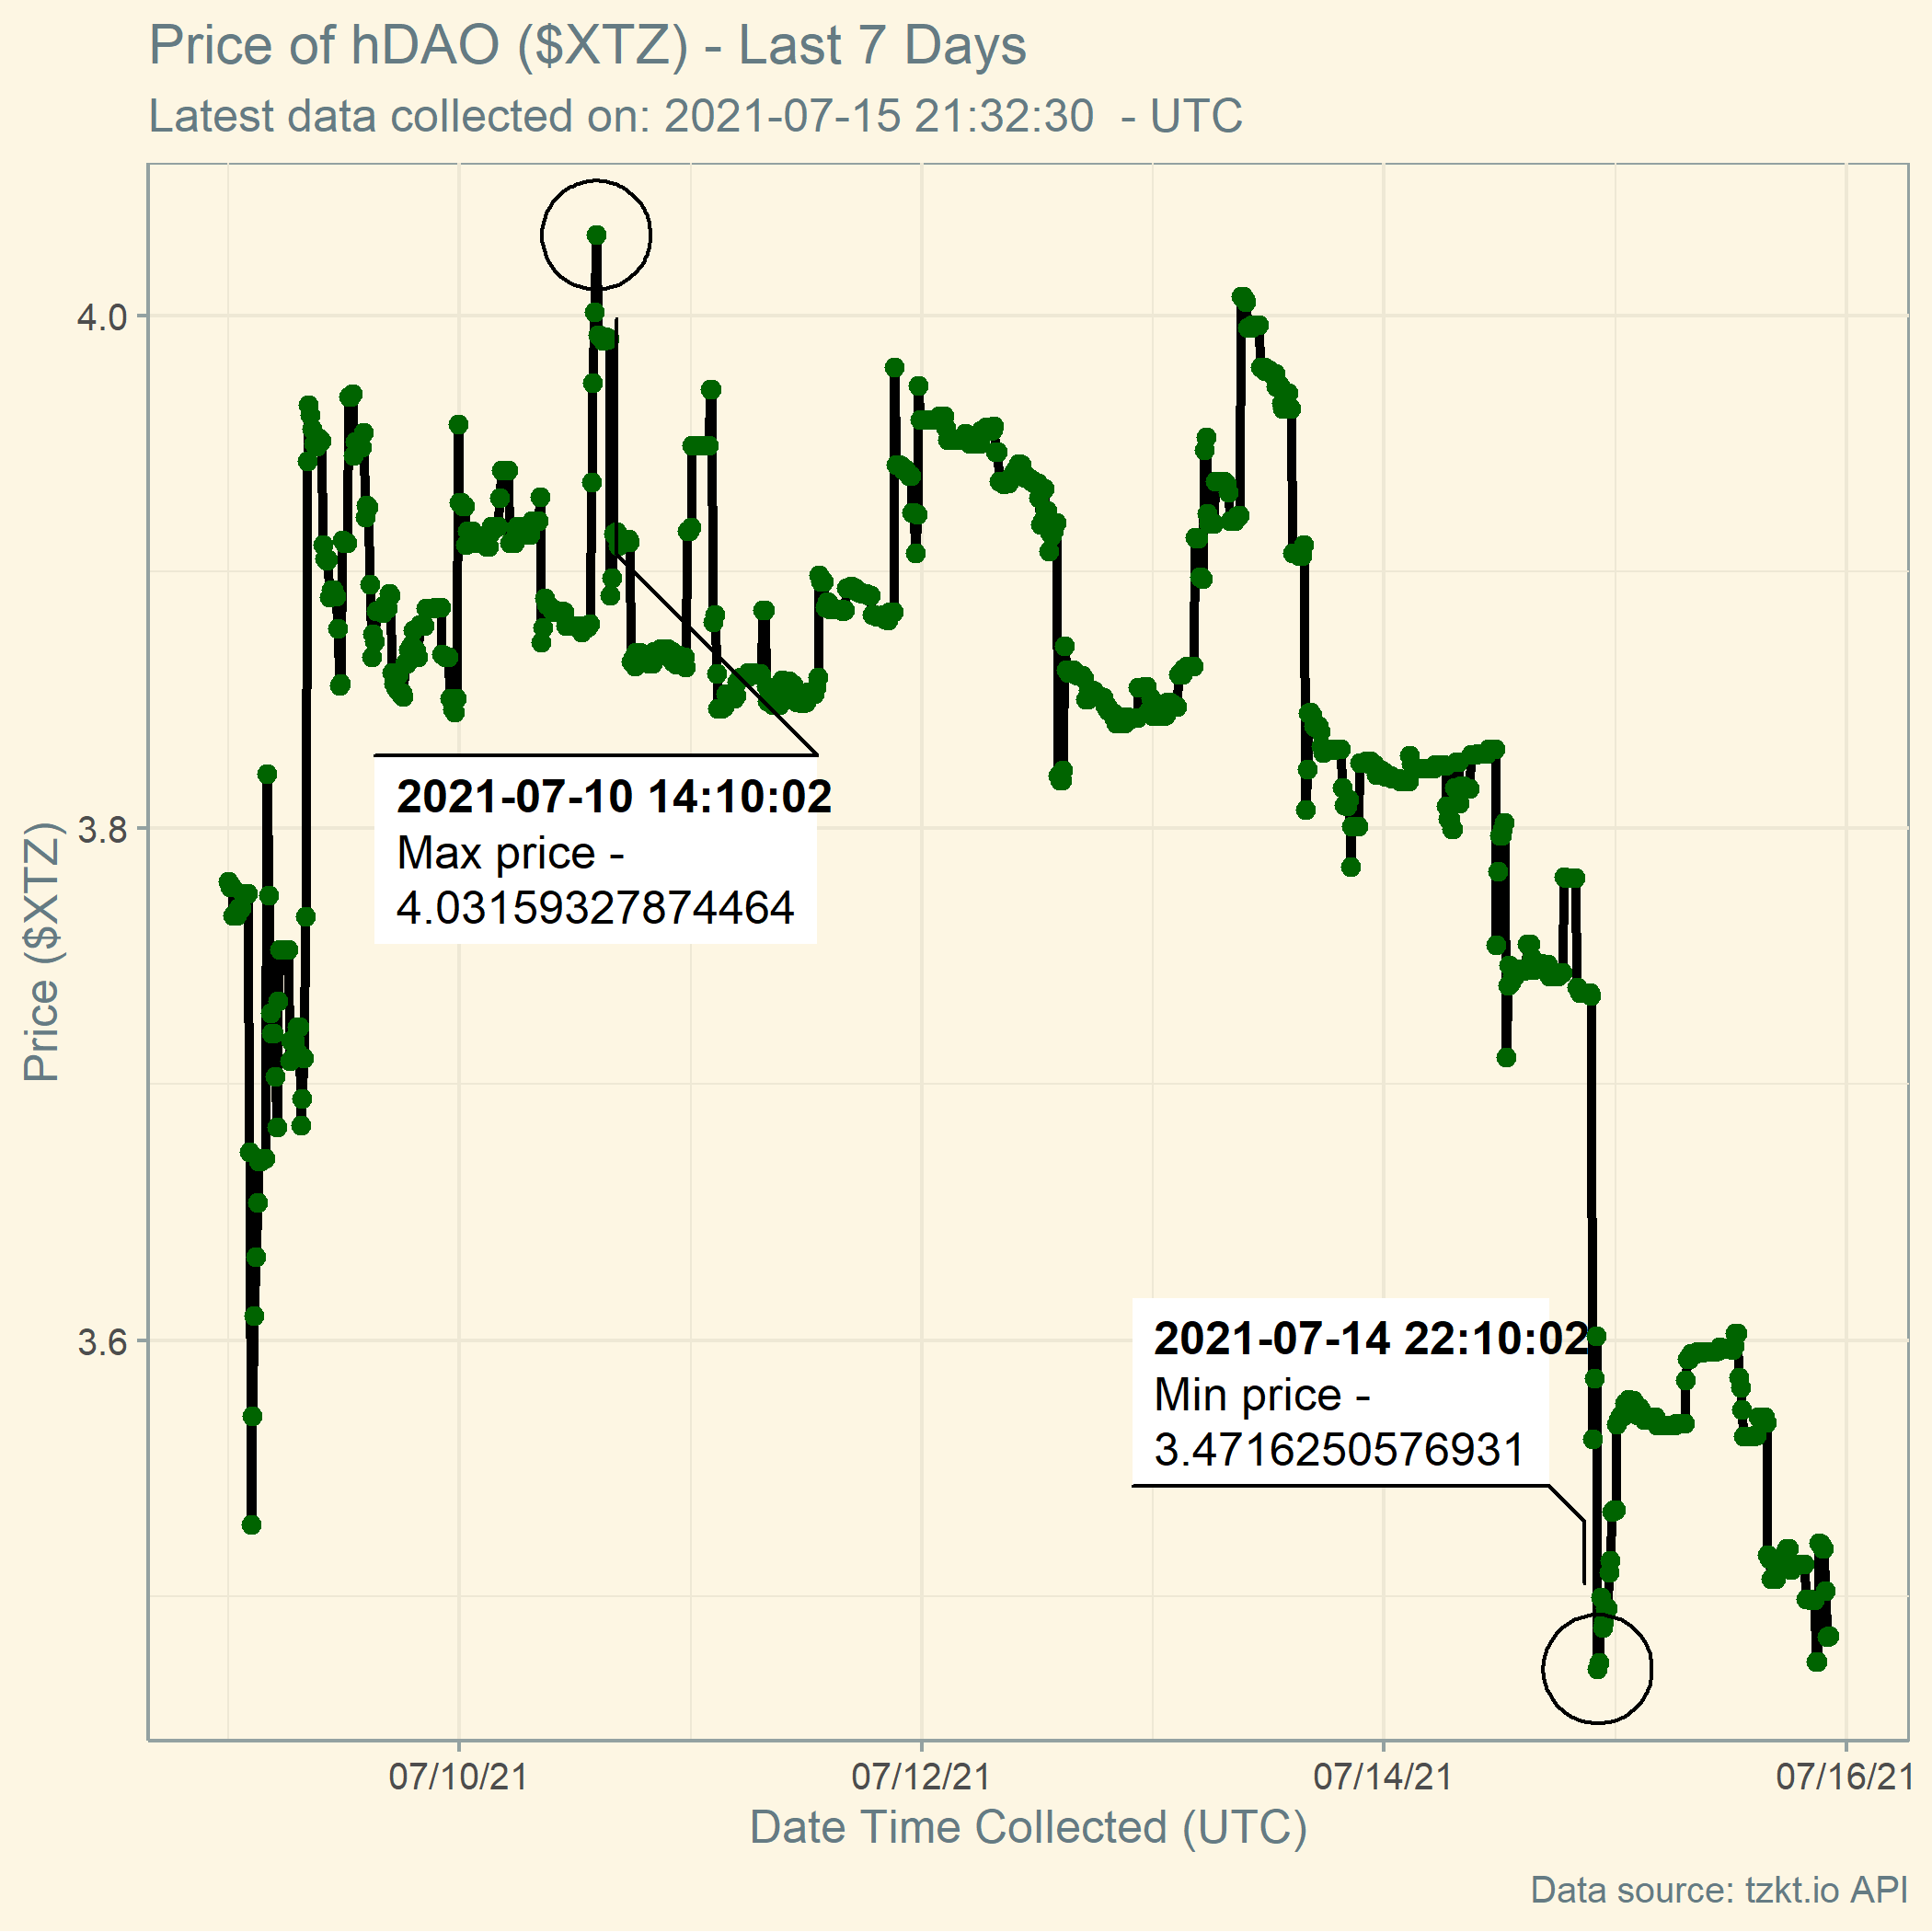 Price of hDAO ($XTZ) - Last 7 Days
Latest data collected on: 2021-07-15 21:32:30  - UTC
4.0
3.8
3.6
Price ($XTZ)
2021-07-10 14:10:02
Max price -
4.03159327874464
2021-07-14 22:10:02
Min price -
3.4716250576931
07/10/21
07/12/21
07/14/21
07/16/21
Date Time Collected (UTC)
Data source: tzkt.io API